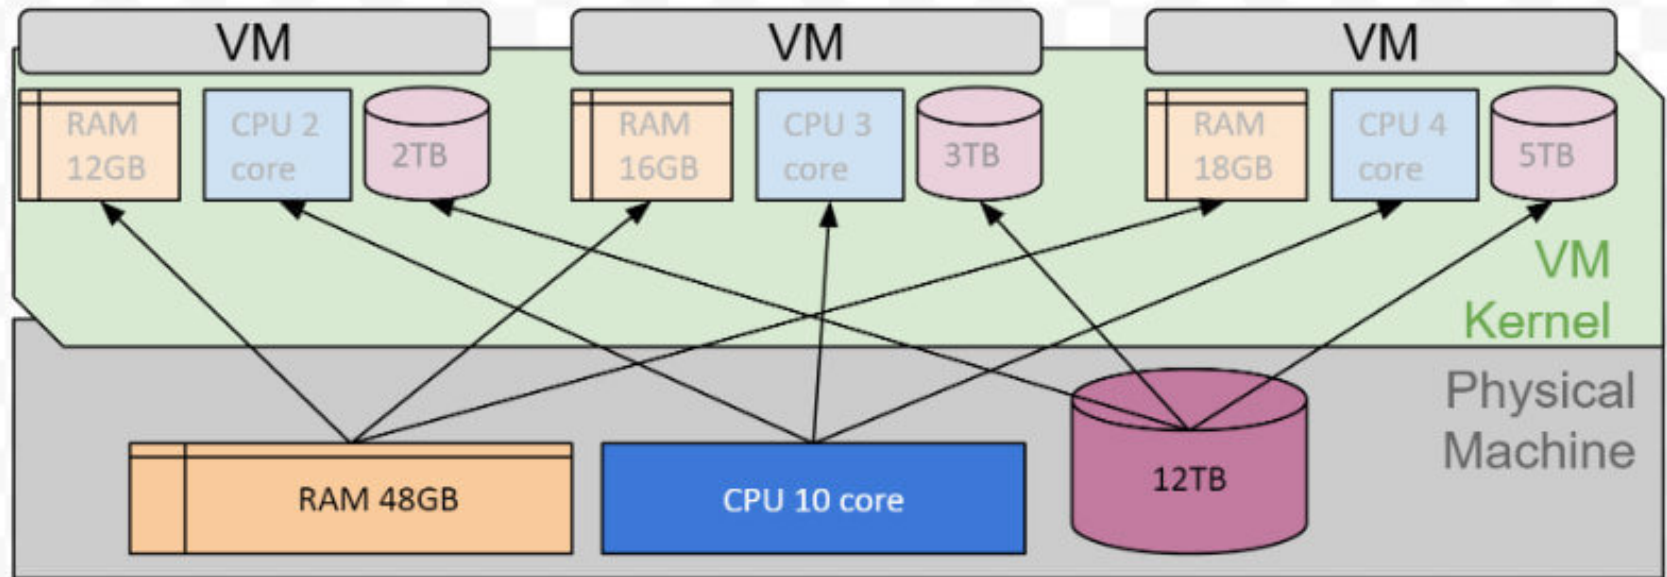 VM
VM
VM
RAM
12GB
CPU 2
core
2TB
RAM
16GB
CPU 3
core
3TB
RAM
18GB
CPU 4
core
5TB
VM
Kernel
Physical
Machine
RAM 48GB
CPU 10 core
12TB